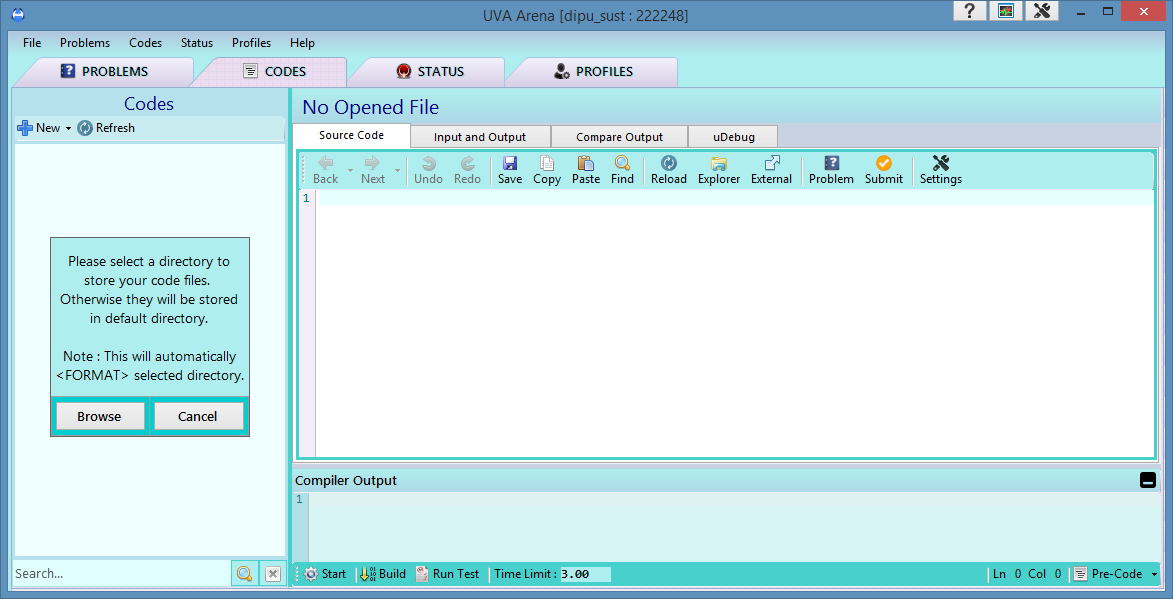 UVA Arena [dipu_sust : 222248]
File Problems Codes Status Profiles Help
PROBLEMS CODES STATUS PROFILES
Codes
New Refresh
Please select a directory to
store your code files.
Otherwise they will be stored
in default directory.
Note : This will automatically
<FORMAT> selected directory.
Browse Cancel
Search...
No Opened File
Source Code Input and Output Compare Output uDebug
Back Next Undo Redo Save Copy Paste Find Reload Explorer External Problem Submit Settings
1
Compiler Output
1
Start Build Run Test Time Limit : 3.00 Ln 0 Col 0 Pre-Code